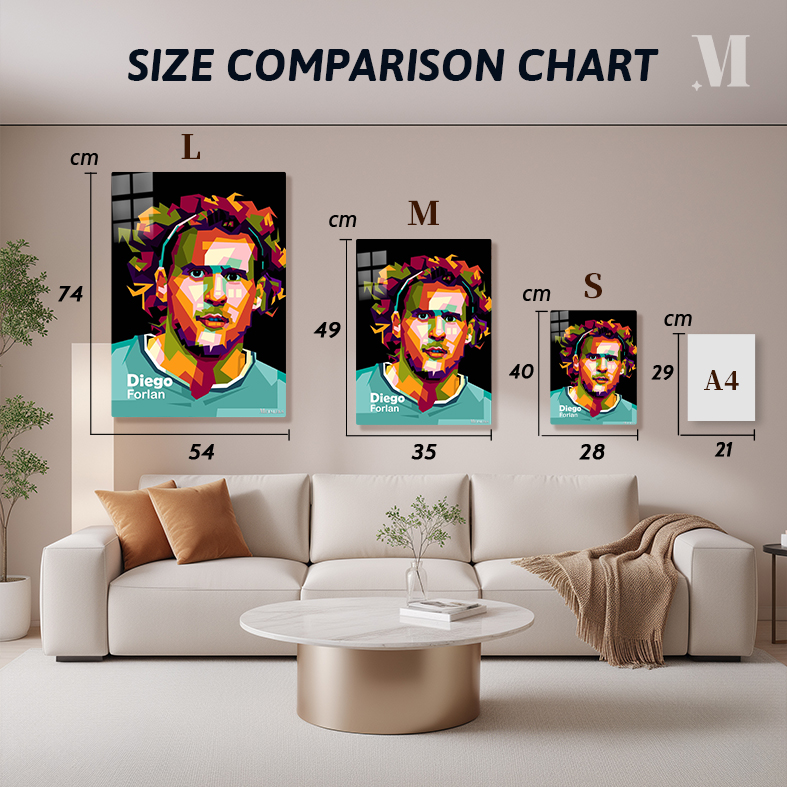 SIZE COMPARISON CHART
M
cm
L
74
Diego
Forlan
54
cm
M
49
Diego
Forlan
35
cm
S
40
Diego
Forlan
28
cm
29
A4
21